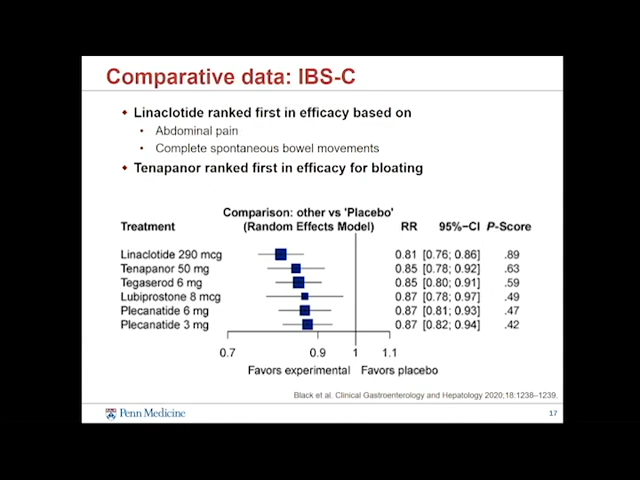 Comparative data: IBS-C
Linaclotide ranked first in efficacy based on
Abdominal pain
Complete spontaneous bowel movements
Tenapanor ranked first in efficacy for bloating
Comparison: other vs 'Placebo'
Treatment (Random Effects Model) RR 95%-CI P-Score
Linaclotide 290 mcg 0.81 [0.76; 0.86] .89
Tenapanor 50 mg 0.85 [0.78; 0.92] .63
Tegaserod 6 mg 0.85 [0.80; 0.91] .59
Lubiprostone 8 mcg 0.87 [0.78; 0.97] .49
Plecanatide 6 mg 0.87 [0.81; 0.93] .47
Plecanatide 3 mg 0.87 [0.82; 0.94] .42
0.7 0.9 1 1.1
Favors experimental Favors placebo
Black et al. Clinical Gastroenterology and Hepatology 2020;18;1238–1239.
Penn Medicine 17